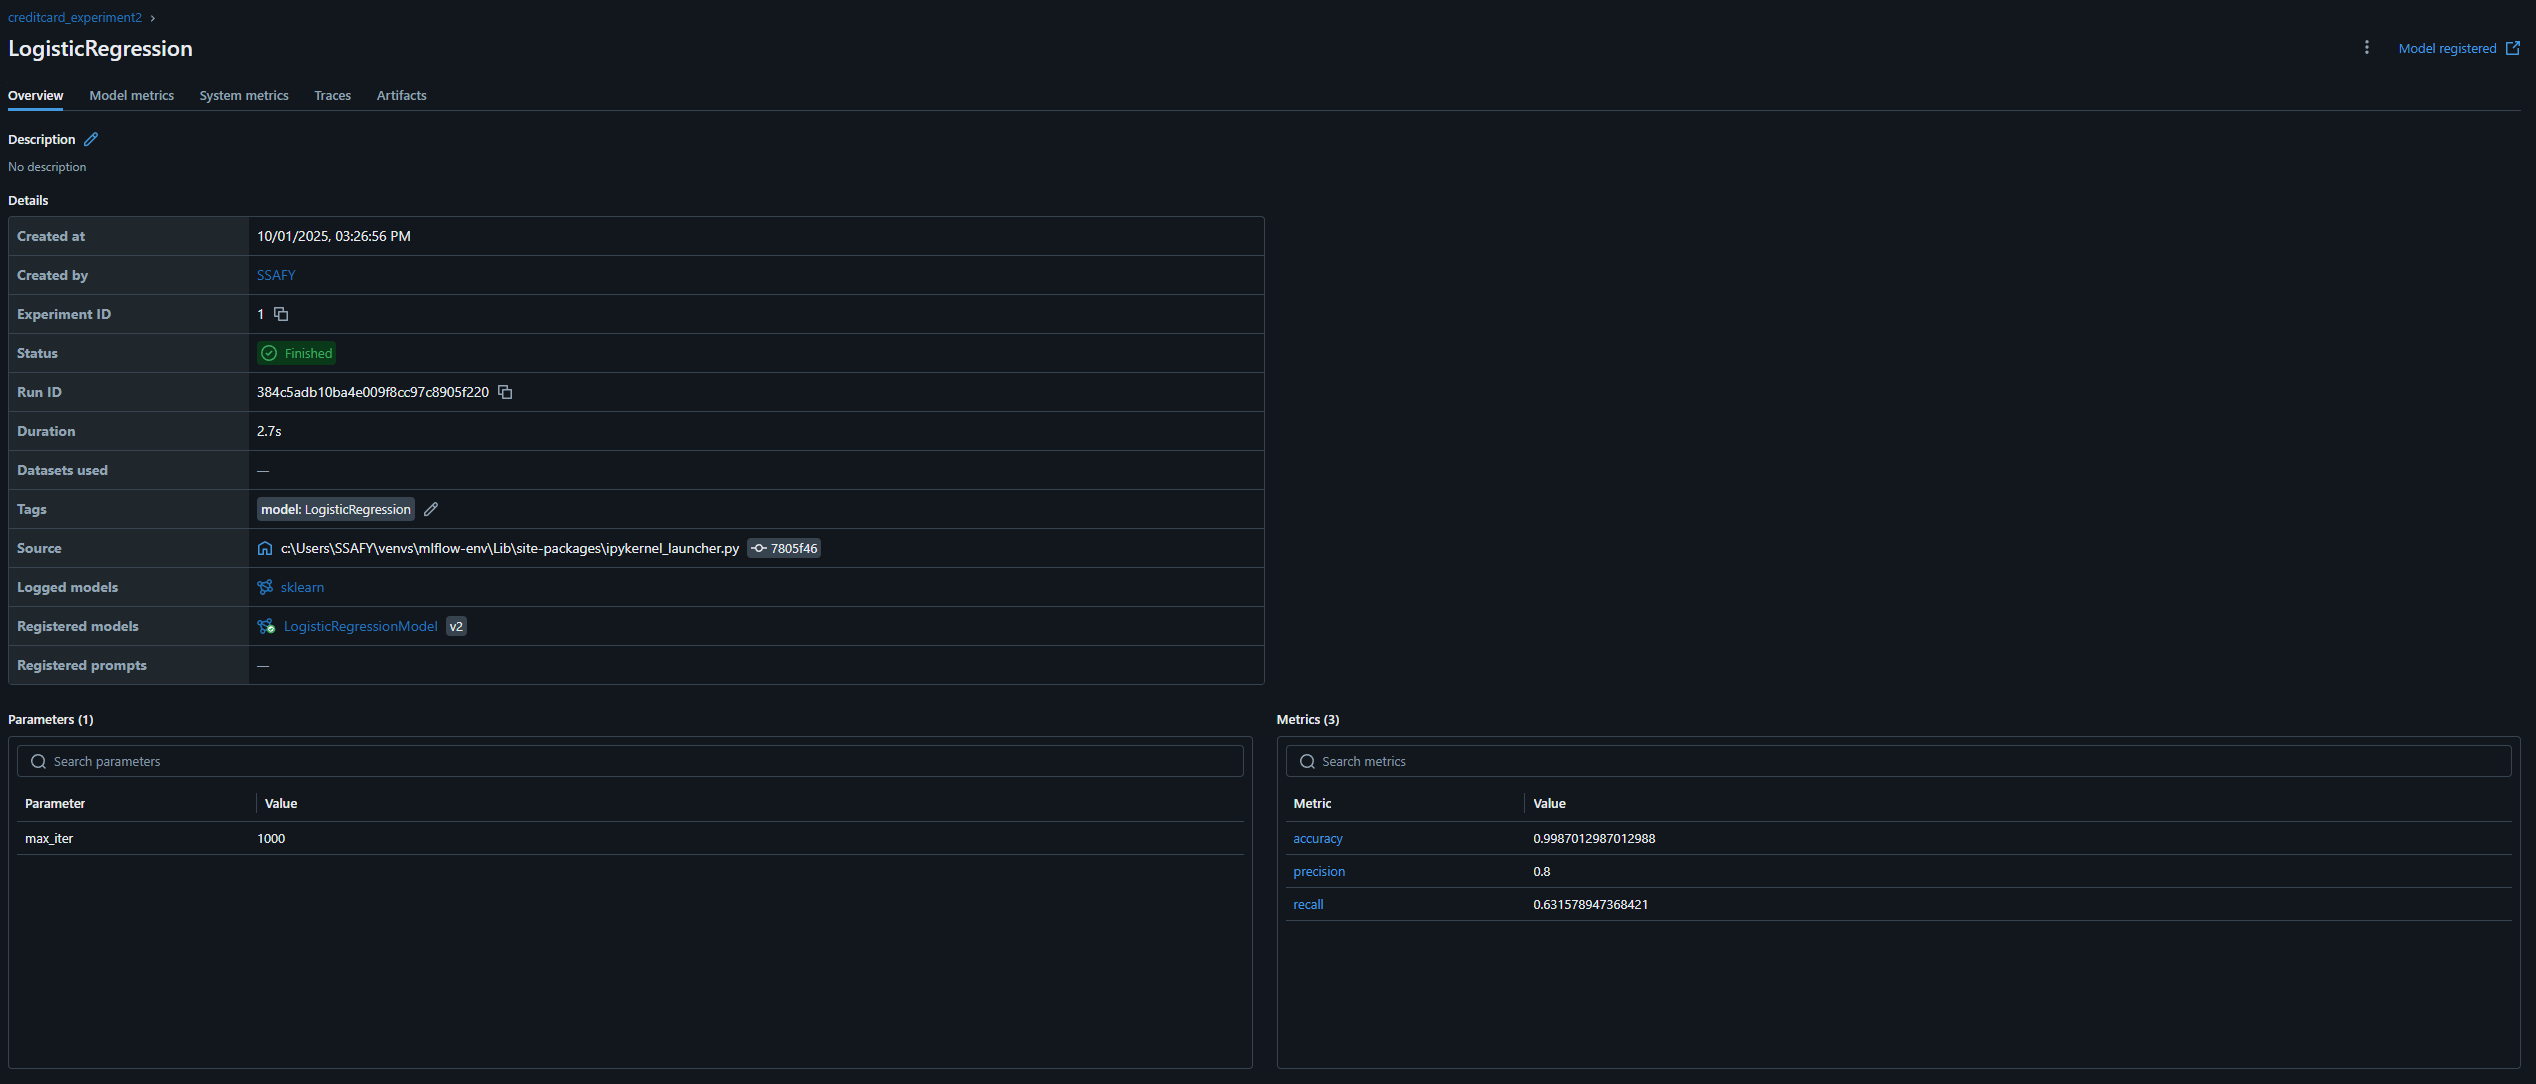 creditcard_experiment2 ›
LogisticRegression
Model registered
Overview Model metrics System metrics Traces Artifacts
Description
No description
Details
Created at 10/01/2025, 03:26:56 PM
Created by SSAFY
Experiment ID 1
Status Finished
Run ID 384c5adb10ba4e009f8cc97c8905f220
Duration 2.7s
Datasets used —
Tags model: LogisticRegression
Source c:\Users\SSAFY\venvs\mlflow-env\Lib\site-packages\ipykernel_launcher.py 7805f46
Logged models sklearn
Registered models LogisticRegressionModel v2
Registered prompts —
Parameters (1)
Search parameters
Parameter Value
max_iter 1000
Metrics (3)
Search metrics
Metric Value
accuracy 0.9987012987012988
precision 0.8
recall 0.631578947368421